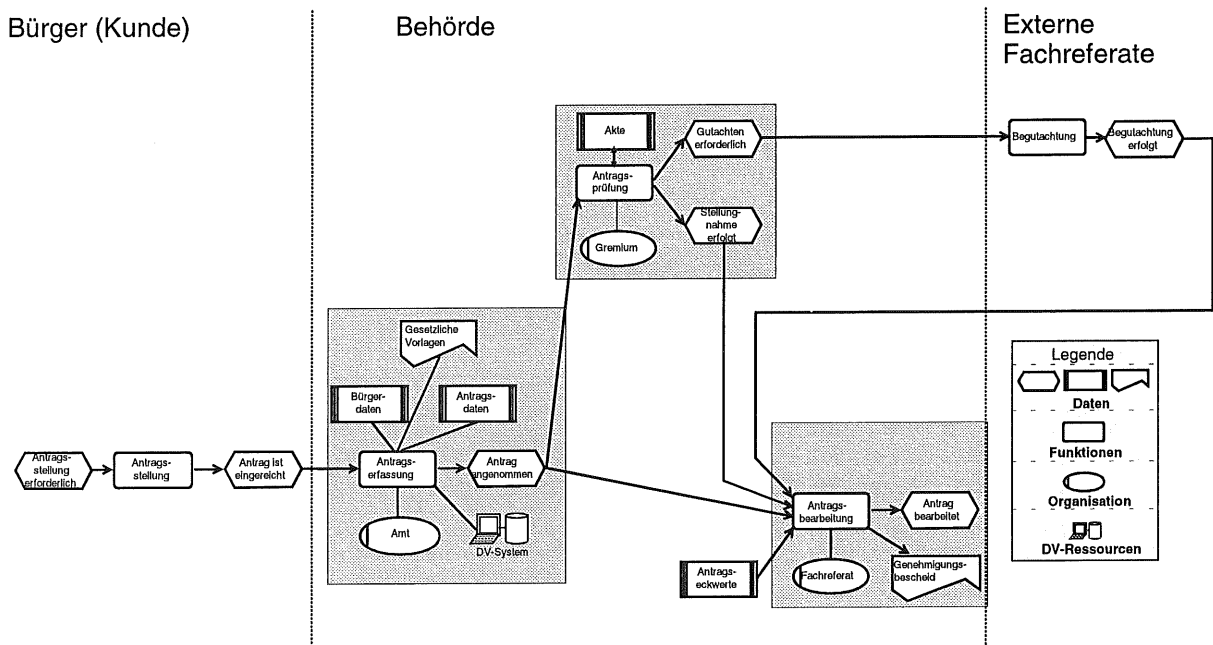 Bürger (Kunde)
Behörde
Externe
Fachreferate
Akte
Gutachten
erforderlich
Begutachtung
Begutachtung
erfolgt
Antrags-
prüfung
Stellung-
nahme
erfolgt
Gremium
Gesetzliche
Vorlagen
Bürger-
daten
Antrags-
daten
Antrags-
stellung
erforderlich
Antrags-
stellung
Antrag ist
eingereicht
Antrags-
erfassung
Antrag
angenommen
Amt
DV-System
Antrags-
bearbeitung
Antrag
bearbeitet
Antrags-
eckwerte
Fachreferat
Genehmigungs-
bescheid
Legende
Daten
Funktionen
Organisation
DV-Ressourcen